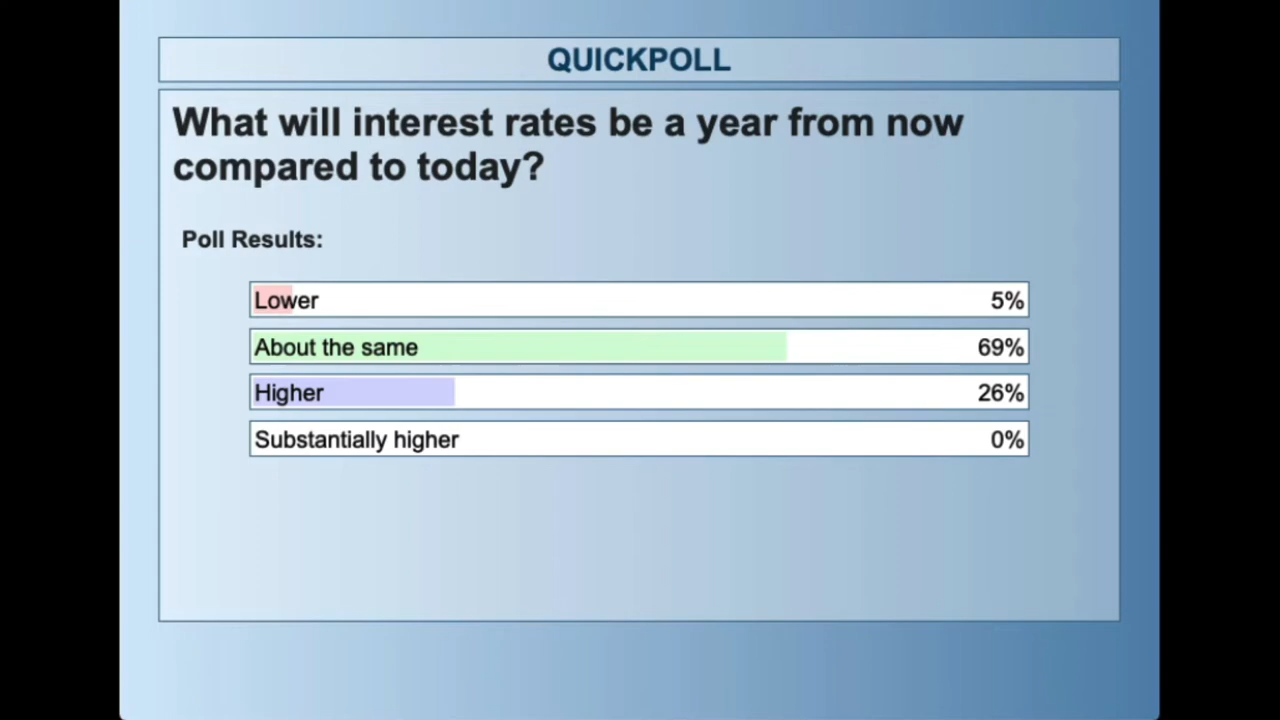 QUICKPOLL
What will interest rates be a year from now
compared to today?
Poll Results:
Lower 5%
About the same 69%
Higher 26%
Substantially higher 0%